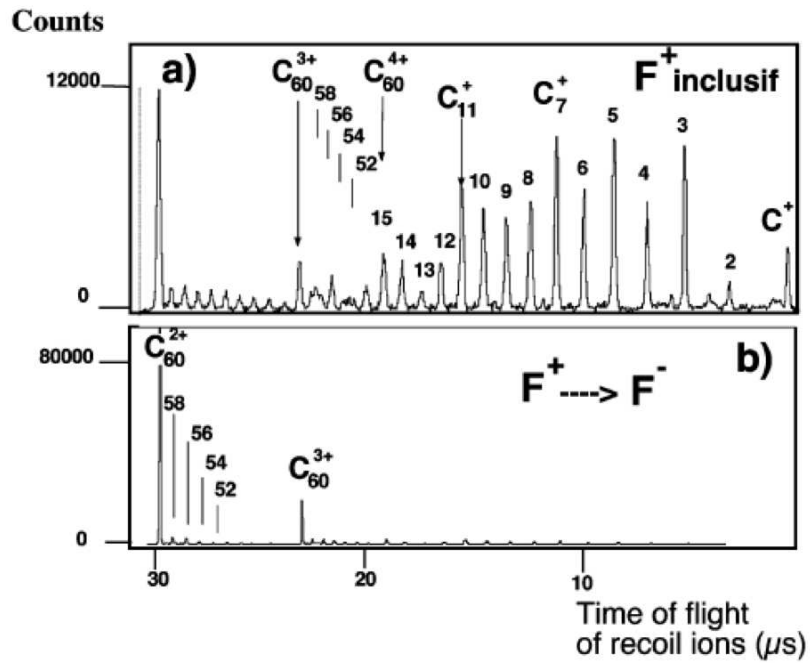 Counts
a)
C60 3+
C60 4+
F+ inclusif
12000
58
56
54
52
C11 +
C7 +
15
14
13
12
10
9
8
6
5
4
3
2
C+
0
b)
C60 2+
80000
F+ ----> F-
58
56
54
52
C60 3+
0
30
20
10
Time of flight
of recoil ions (μs)